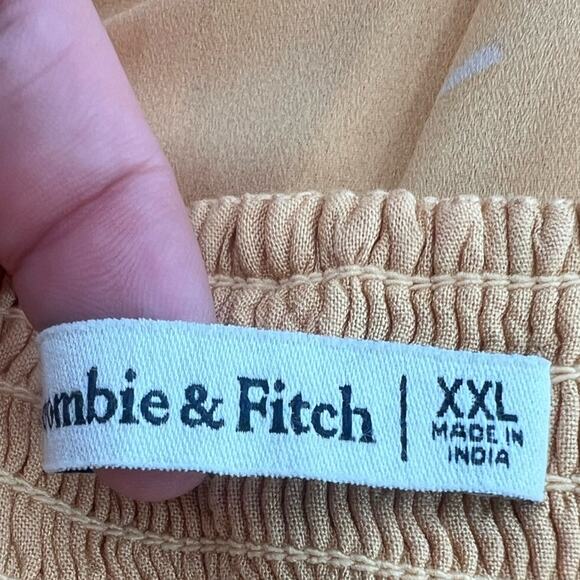 ombie & Fitch
XXL
MADE IN
INDIA